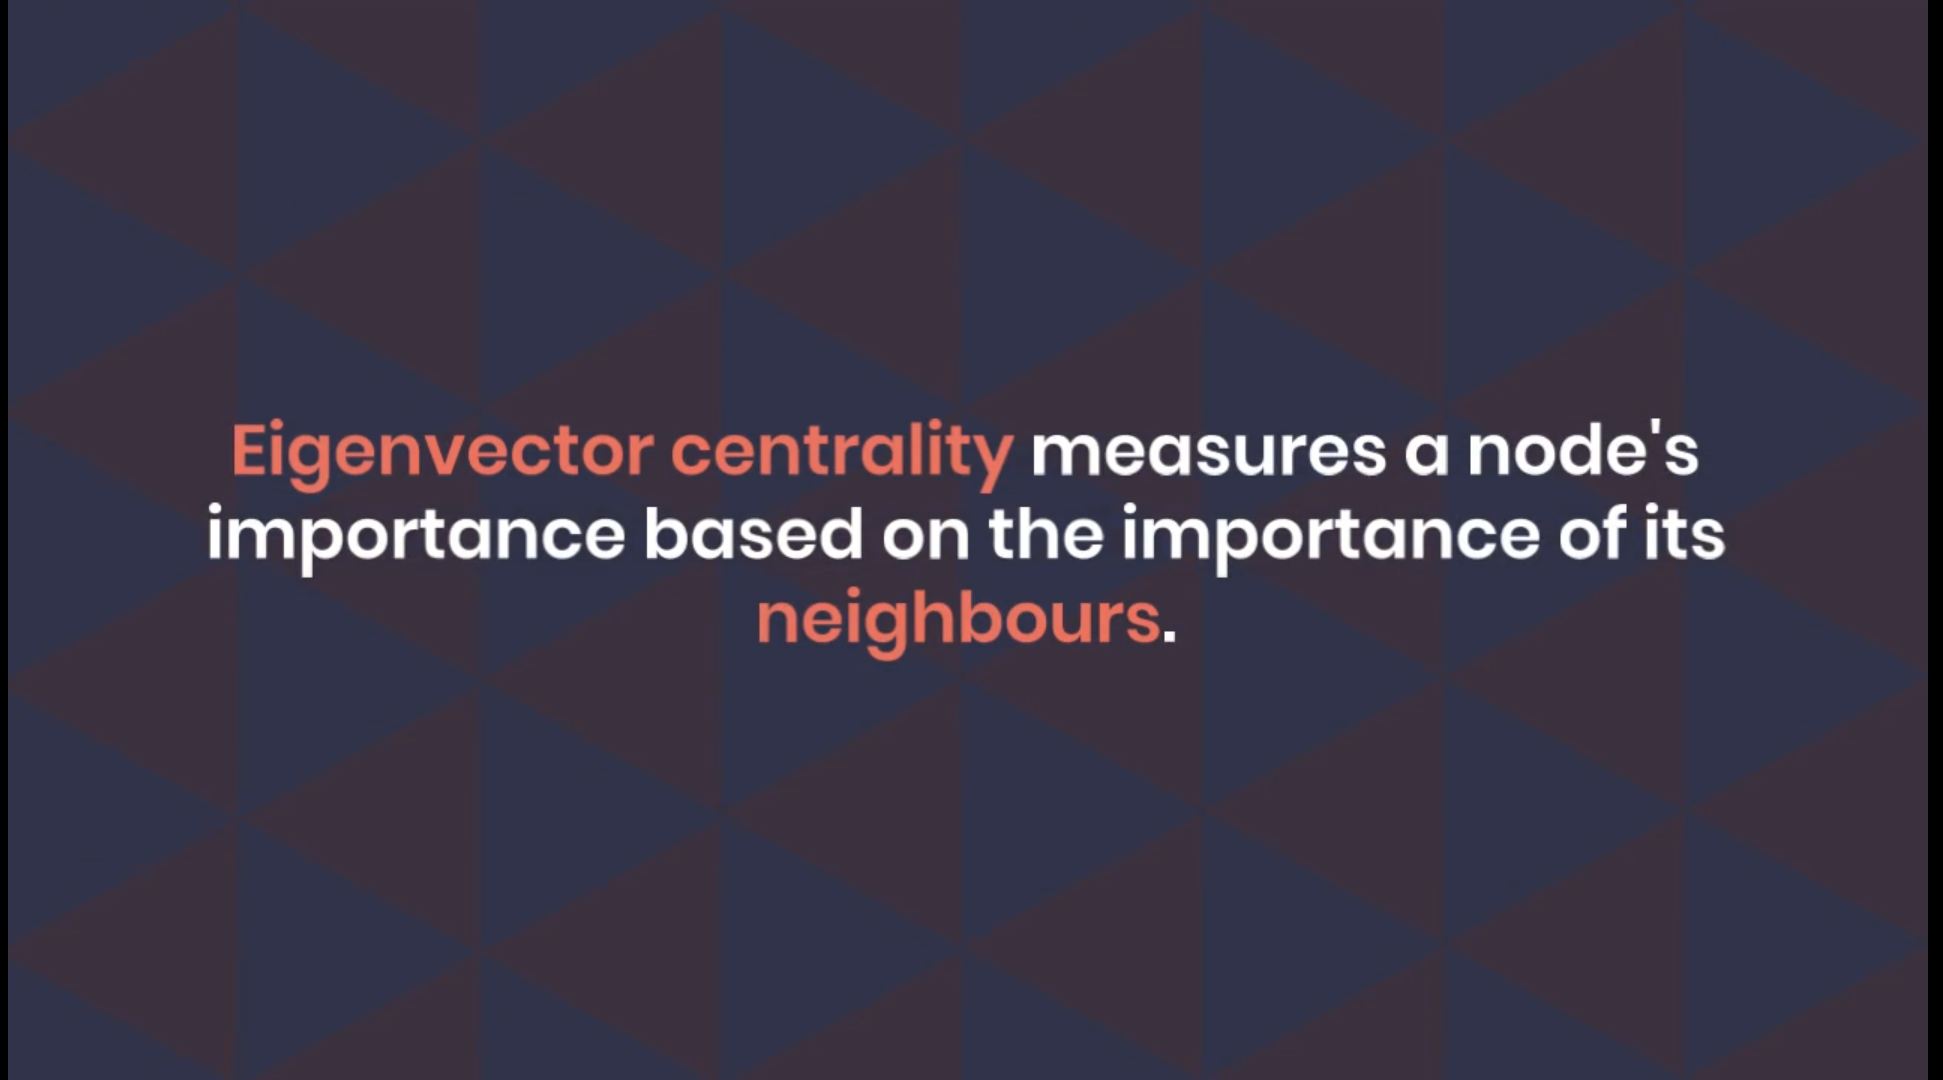 Eigenvector centrality measures a node's
importance based on the importance of its
neighbours.